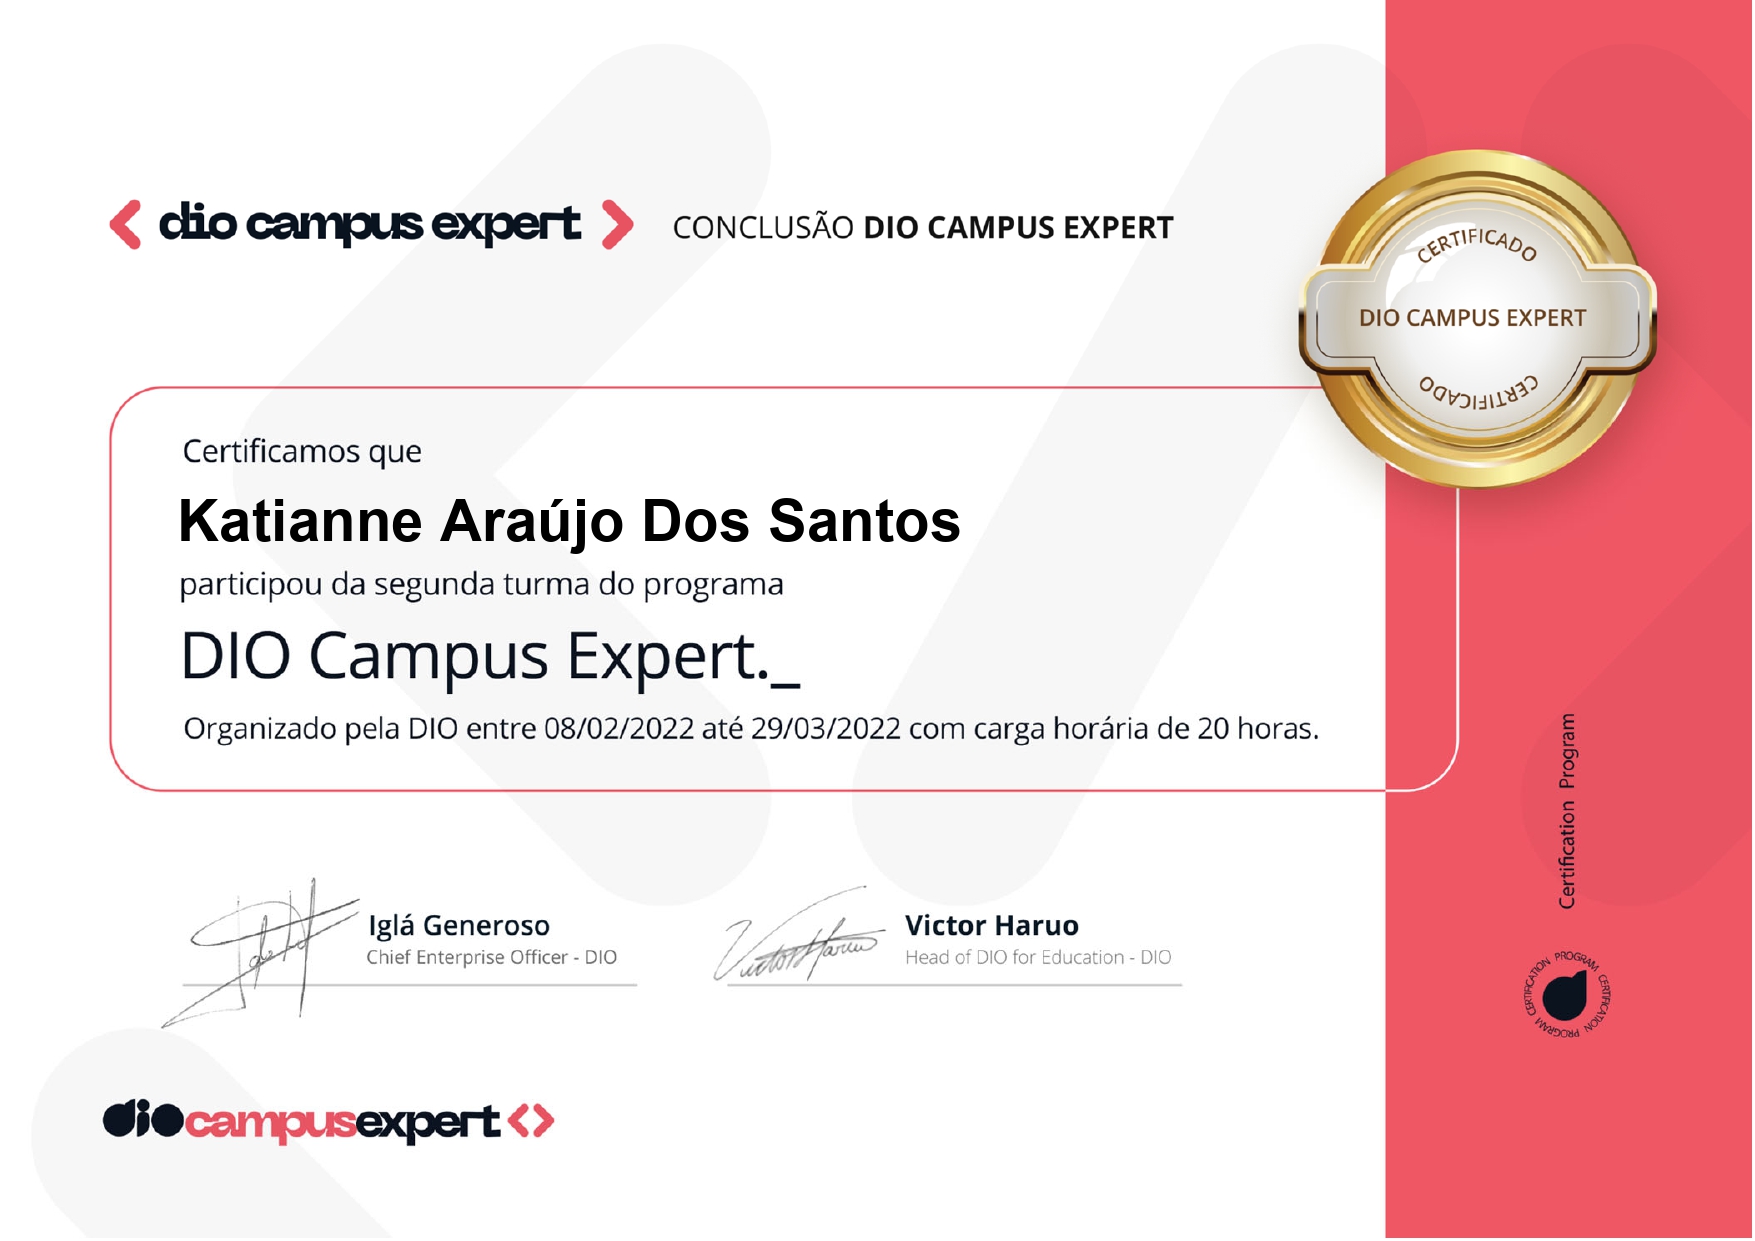 dio campus expert
CONCLUSÃO DIO CAMPUS EXPERT
CERTIFICADO
DIO CAMPUS EXPERT
CERTIFICADO
Certificamos que
Katianne Araújo Dos Santos
participou da segunda turma do programa
DIO Campus Expert._
Organizado pela DIO entre 08/02/2022 até 29/03/2022 com carga horária de 20 horas.
Certification Program
Iglá Generoso
Chief Enterprise Officer - DIO
Victor Haruo
Victor Haruo
Head of DIO for Education - DIO
CERTIFICATION PROGRAM CERTIFICATION PROGRAM
diocampusexpert<>